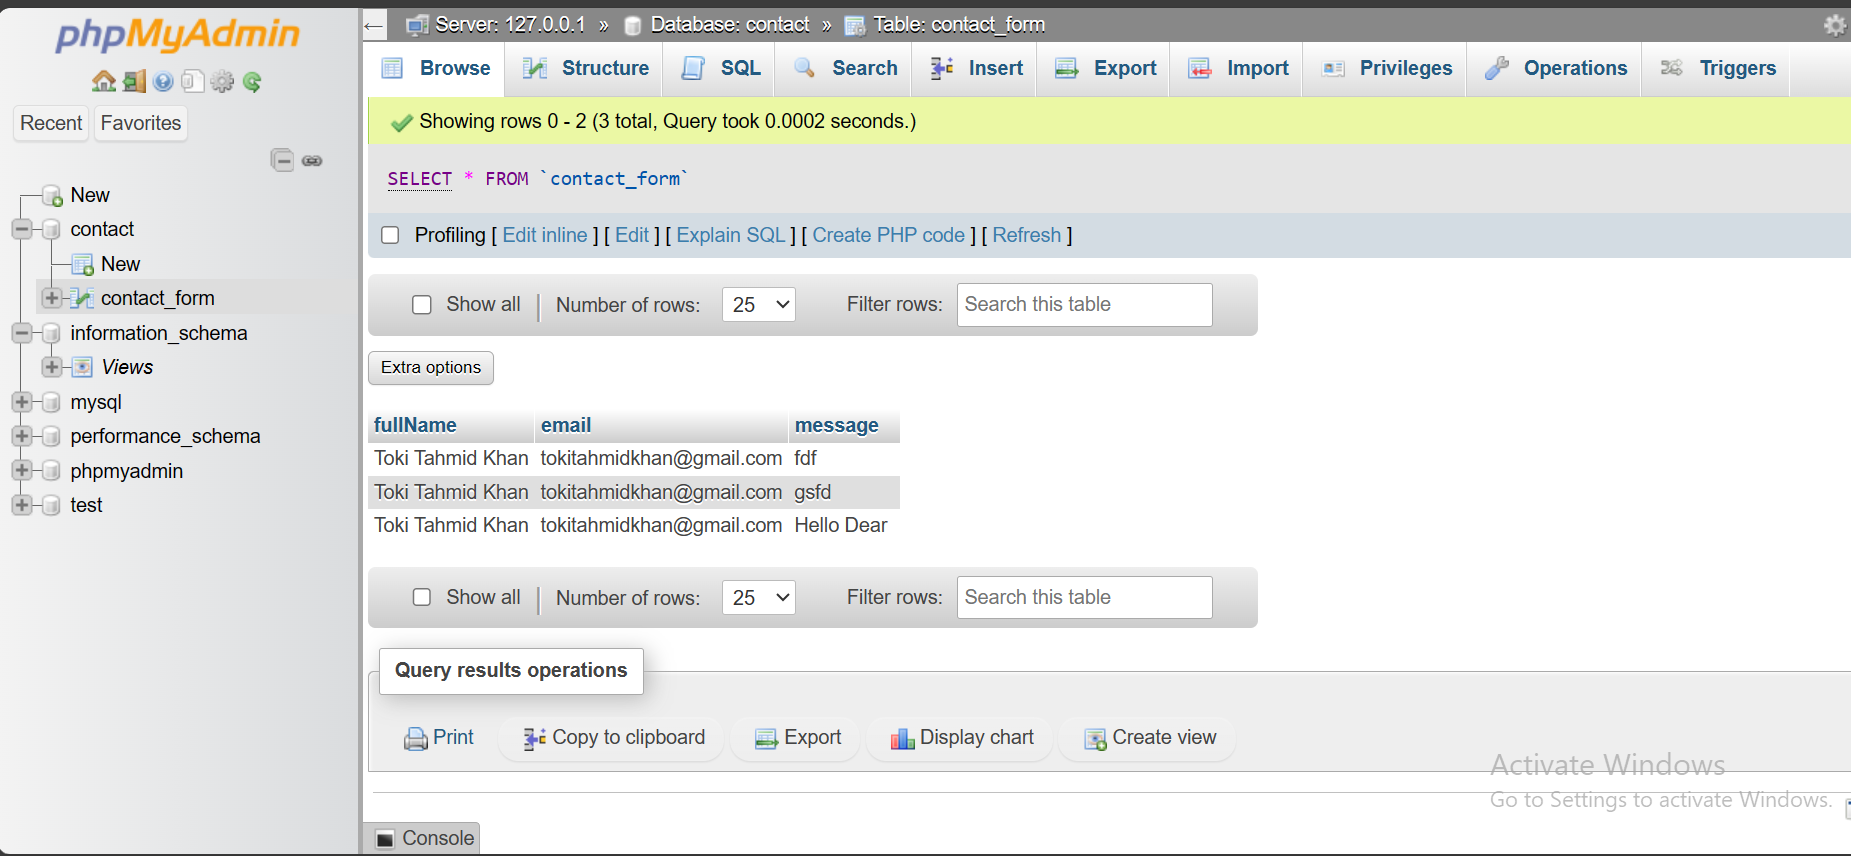 phpMyAdmin
Recent Favorites
New
contact
New
contact_form
information_schema
Views
mysql
performance_schema
phpmyadmin
test
Server: 127.0.0.1 » Database: contact » Table: contact_form
Browse Structure SQL Search Insert Export Import Privileges Operations Triggers
Showing rows 0 - 2 (3 total, Query took 0.0002 seconds.)
SELECT * FROM `contact_form`
Profiling [ Edit inline ] [ Edit ] [ Explain SQL ] [ Create PHP code ] [ Refresh ]
Show all | Number of rows: 25 Filter rows: Search this table
Extra options
fullName email message
Toki Tahmid Khan tokitahmidkhan@gmail.com fdf
Toki Tahmid Khan tokitahmidkhan@gmail.com gsfd
Toki Tahmid Khan tokitahmidkhan@gmail.com Hello Dear
Show all | Number of rows: 25 Filter rows: Search this table
Query results operations
Print Copy to clipboard Export Display chart Create view
Activate Windows
Go to Settings to activate Windows.
Console